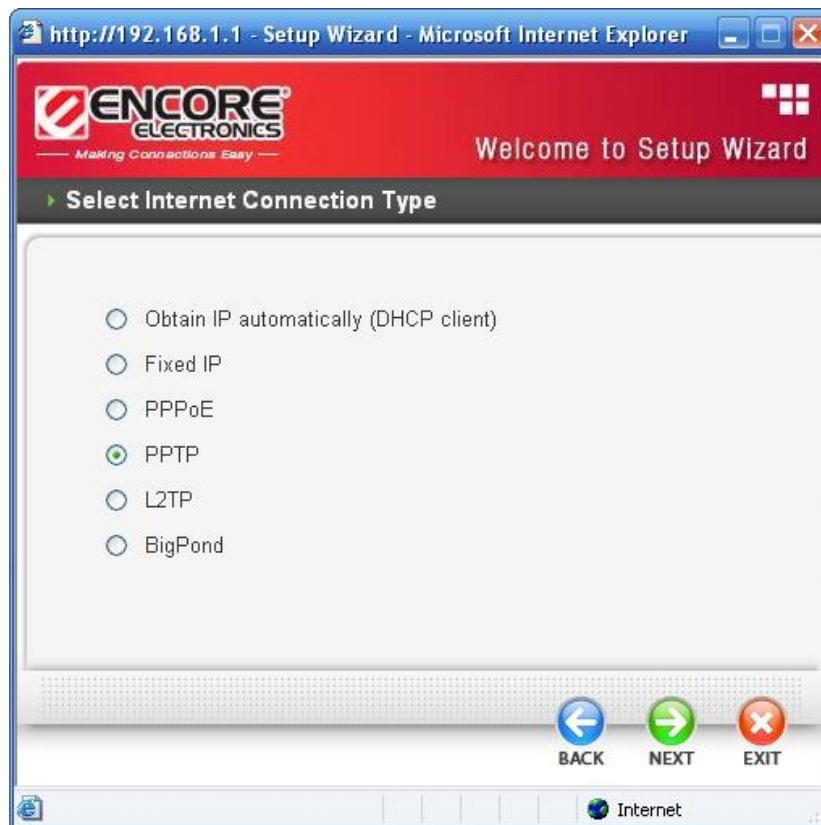 http://192.168.1.1 - Setup Wizard - Microsoft Internet Explorer
ENCORE
ELECTRONICS
Making Connections Easy
Welcome to Setup Wizard
Select Internet Connection Type
Obtain IP automatically (DHCP client)
Fixed IP
PPPoE
PPTP
L2TP
BigPond
BACK NEXT EXIT
Internet